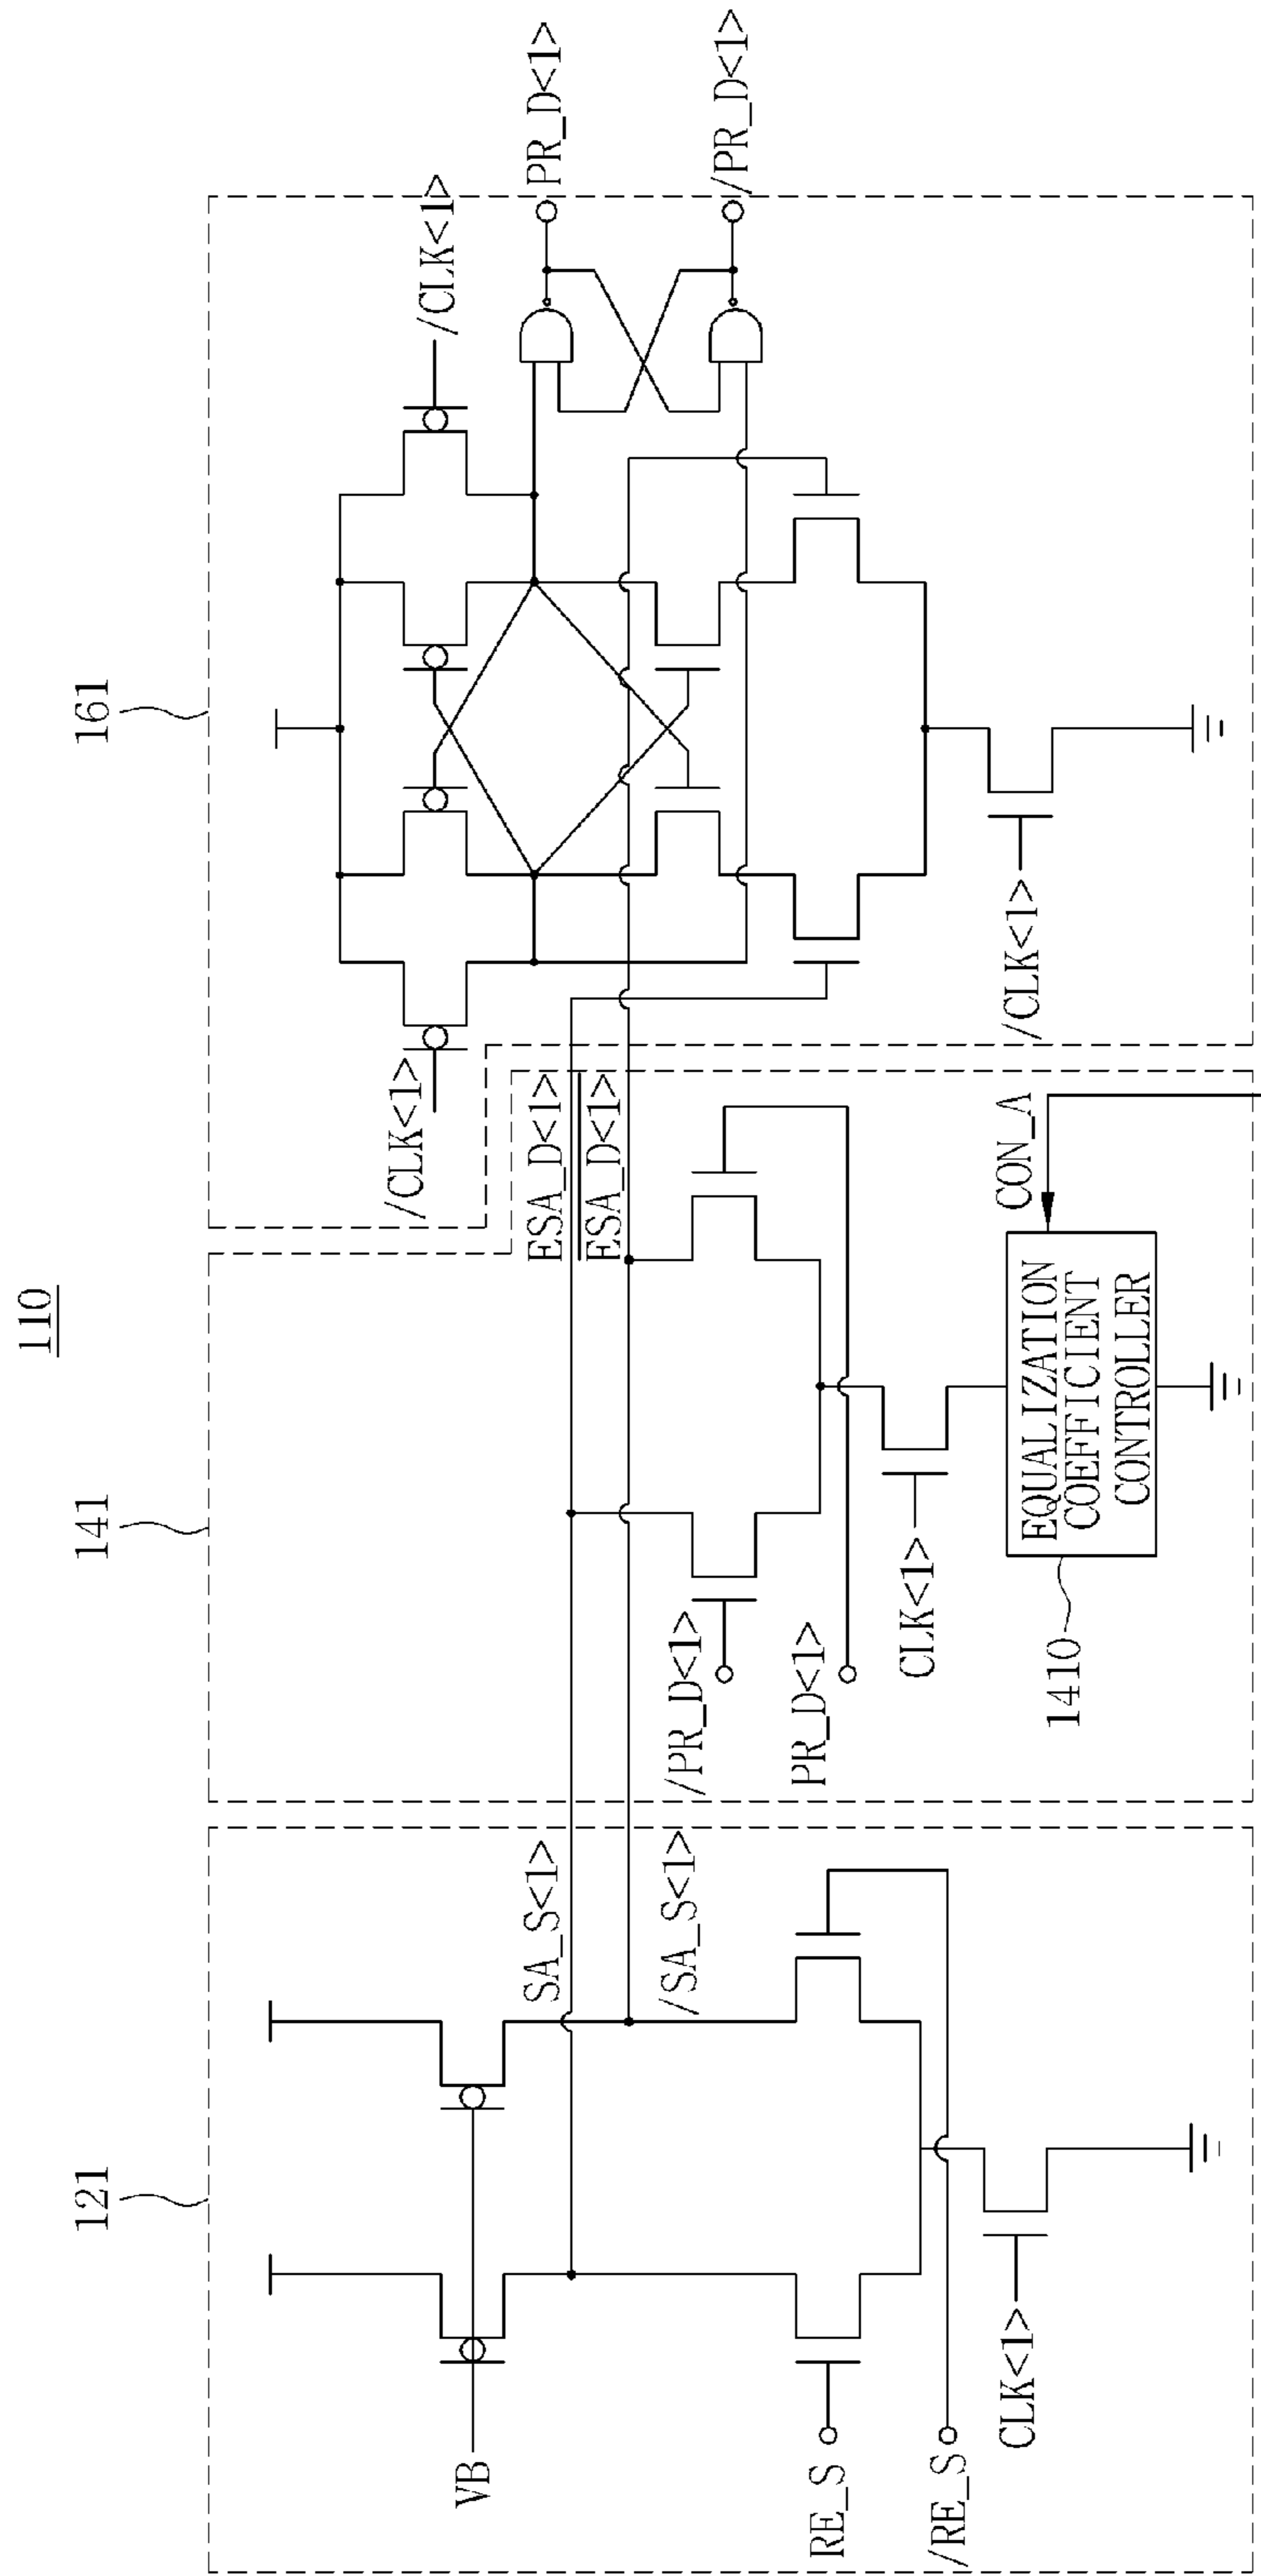 110
121
141
161
VB
RE_S
/RE_S
CLK<1>
SA_S<1>
/SA_S<1>
/PR_D<1>
PR_D<1>
CLK<1>
1410
EQUALIZATION
COEFFICIENT
CONTROLLER
CON_A
ESA_D<1>
ESA_D<1>
/CLK<1>
/CLK<1>
/CLK<1>
PR_D<1>
/PR_D<1>